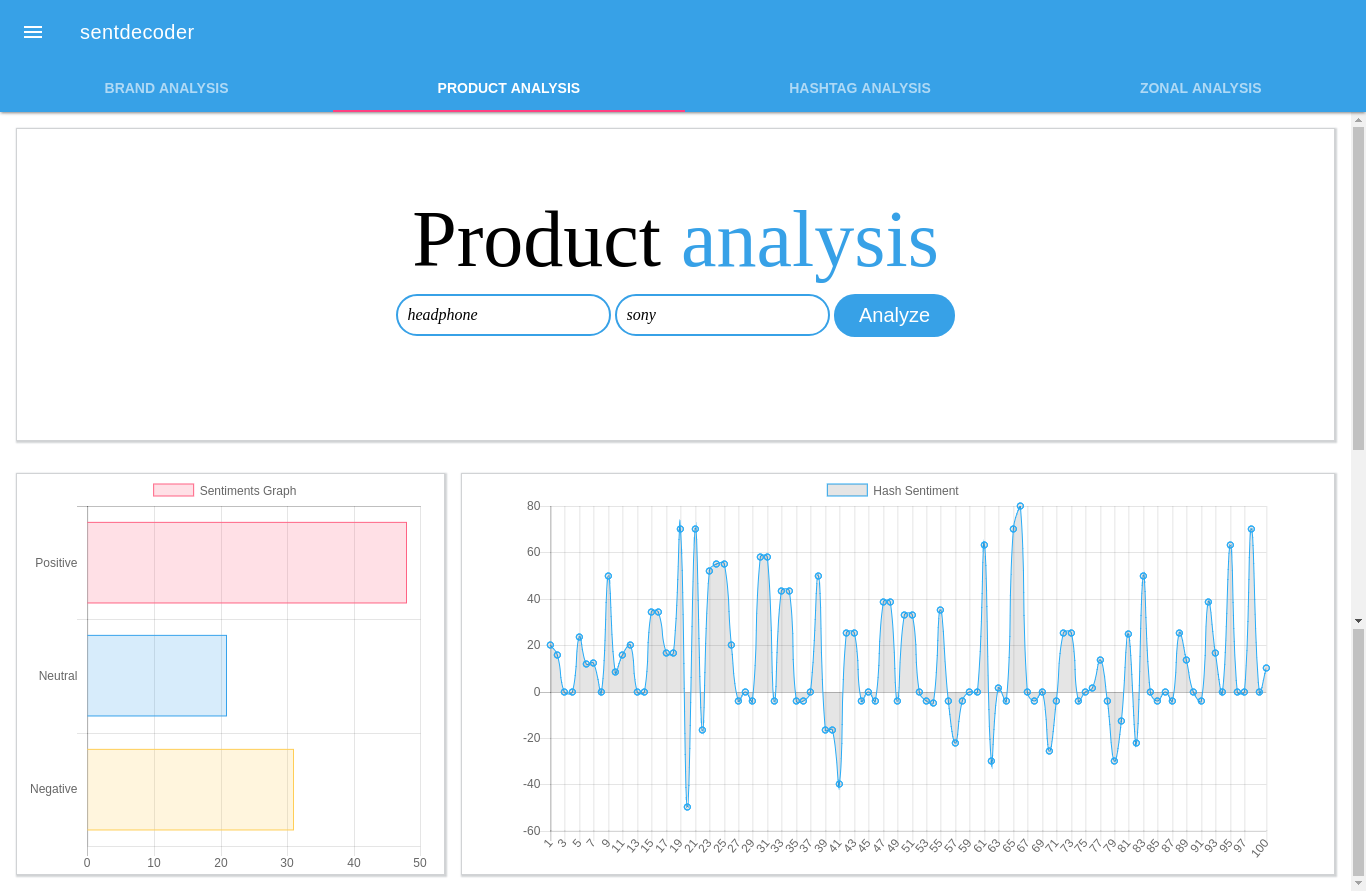 sentdecoder
BRAND ANALYSIS PRODUCT ANALYSIS HASHTAG ANALYSIS ZONAL ANALYSIS
Product analysis
headphone sony Analyze
Sentiments Graph
Positive
Neutral
Negative
0 10 20 30 40 50
Hash Sentiment
80
60
40
20
0
-20
-40
-60
1 3 5 7 9 11 13 15 17 19 21 23 25 27 29 31 33 35 37 39 41 43 45 47 49 51 53 55 57 59 61 63 65 67 69 71 73 75 77 79 81 83 85 87 89 91 93 95 97 100